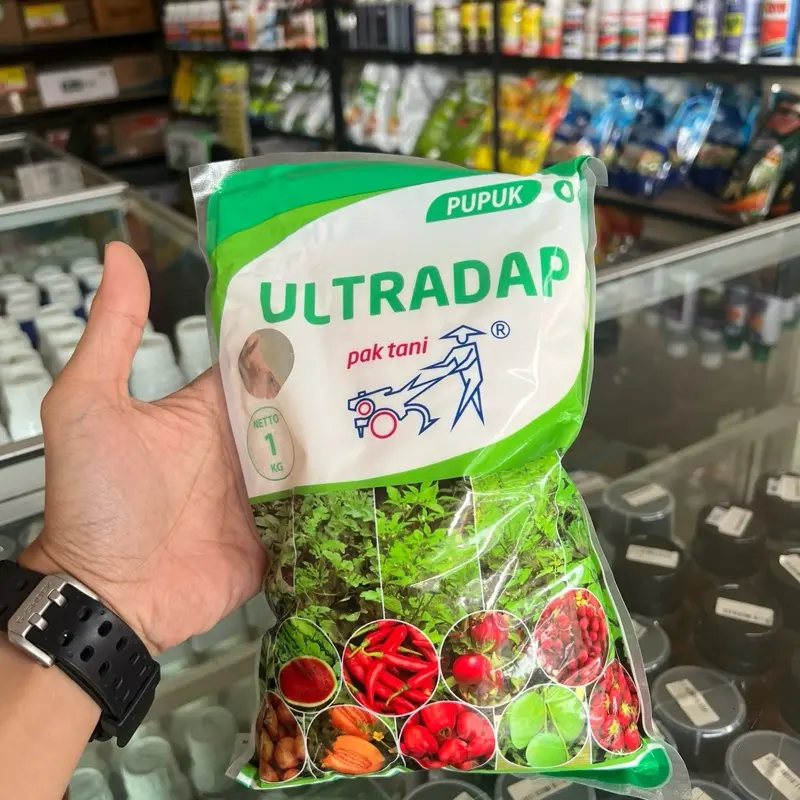 PUPUK
ULTRADAP
pak tani ®
NETTO
1
KG